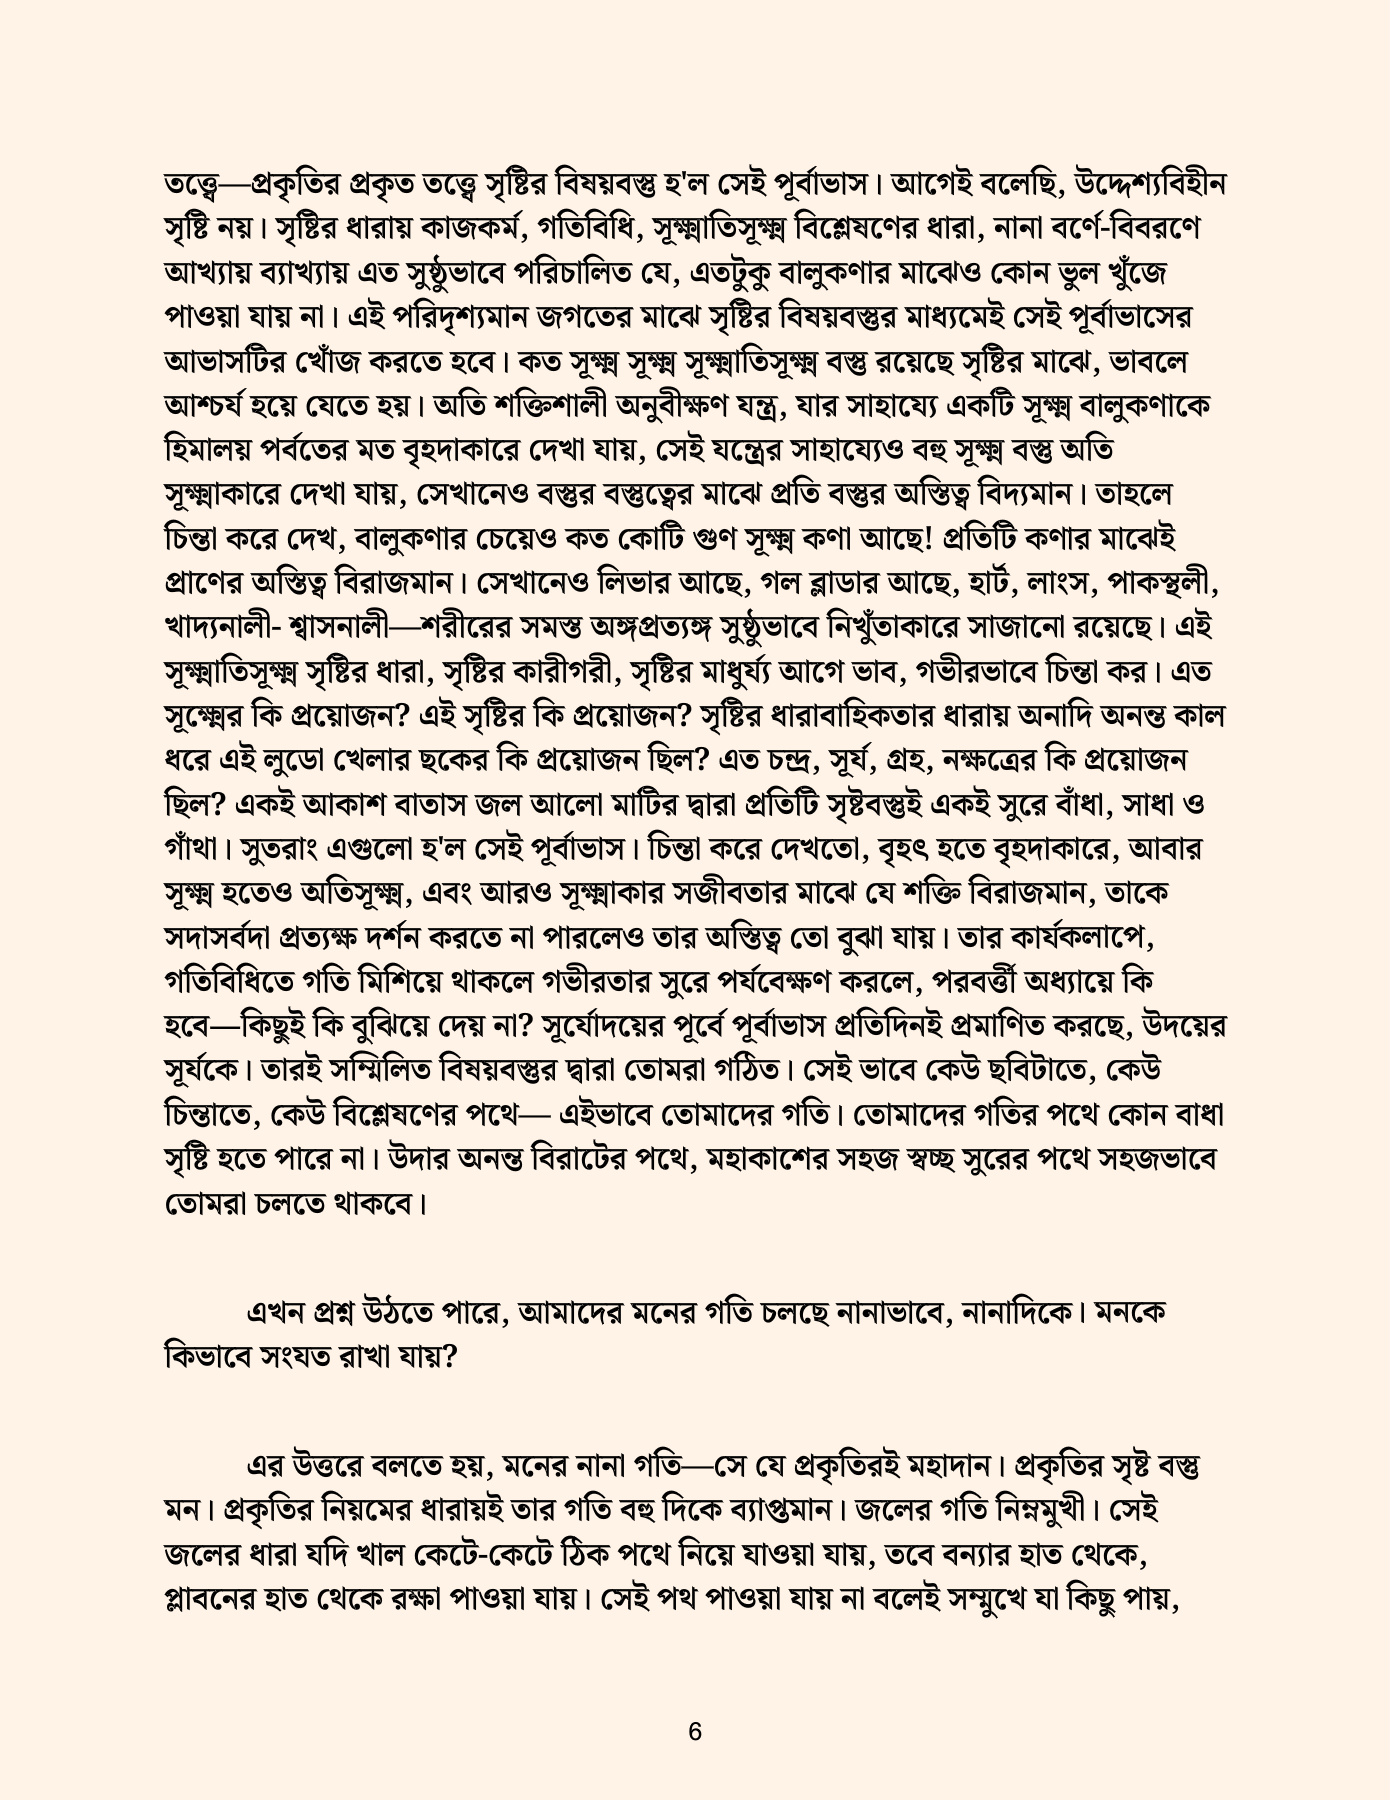 তত্ত্বে—প্রকৃতির প্রকৃত তত্ত্বে সৃষ্টির বিষয়বস্তু হ'ল সেই পূর্বাভাস। আগেই বলেছি, উদ্দেশ্যবিহীন
সৃষ্টি নয়। সৃষ্টির ধারায় কাজকর্ম, গতিবিধি, সূক্ষ্মাতিসূক্ষ্ম বিশ্লেষণের ধারা, নানা বর্ণে-বিবরণে
আখ্যায় ব্যাখ্যায় এত সুষ্ঠুভাবে পরিচালিত যে, এতটুকু বালুকণার মাঝেও কোন ভুল খুঁজে
পাওয়া যায় না। এই পরিদৃশ্যমান জগতের মাঝে সৃষ্টির বিষয়বস্তুর মাধ্যমেই সেই পূর্বাভাসের
আভাসটির খোঁজ করতে হবে। কত সূক্ষ্ম সূক্ষ্ম সূক্ষ্মাতিসূক্ষ্ম বস্তু রয়েছে সৃষ্টির মাঝে, ভাবলে
আশ্চর্য হয়ে যেতে হয়। অতি শক্তিশালী অনুবীক্ষণ যন্ত্র, যার সাহায্যে একটি সূক্ষ্ম বালুকণাকে
হিমালয় পর্বতের মত বৃহদাকারে দেখা যায়, সেই যন্ত্রের সাহায্যেও বহু সূক্ষ্ম বস্তু অতি
সূক্ষ্মাকারে দেখা যায়, সেখানেও বস্তুর বস্তুত্বের মাঝে প্রতি বস্তুর অস্তিত্ব বিদ্যমান। তাহলে
চিন্তা করে দেখ, বালুকণার চেয়েও কত কোটি গুণ সূক্ষ্ম কণা আছে! প্রতিটি কণার মাঝেই
প্রাণের অস্তিত্ব বিরাজমান। সেখানেও লিভার আছে, গল ব্লাডার আছে, হার্ট, লাংস, পাকস্থলী,
খাদ্যনালী- শ্বাসনালী—শরীরের সমস্ত অঙ্গপ্রত্যঙ্গ সুষ্ঠুভাবে নিখুঁতাকারে সাজানো রয়েছে। এই
সূক্ষ্মাতিসূক্ষ্ম সৃষ্টির ধারা, সৃষ্টির কারীগরী, সৃষ্টির মাধুর্য্য আগে ভাব, গভীরভাবে চিন্তা কর। এত
সূক্ষ্মের কি প্রয়োজন? এই সৃষ্টির কি প্রয়োজন? সৃষ্টির ধারাবাহিকতার ধারায় অনাদি অনন্ত কাল
ধরে এই লুডো খেলার ছকের কি প্রয়োজন ছিল? এত চন্দ্র, সূর্য, গ্রহ, নক্ষত্রের কি প্রয়োজন
ছিল? একই আকাশ বাতাস জল আলো মাটির দ্বারা প্রতিটি সৃষ্টবস্তুই একই সুরে বাঁধা, সাধা ও
গাঁথা। সুতরাং এগুলো হ'ল সেই পূর্বাভাস। চিন্তা করে দেখতো, বৃহৎ হতে বৃহদাকারে, আবার
সূক্ষ্ম হতেও অতিসূক্ষ্ম, এবং আরও সূক্ষ্মাকার সজীবতার মাঝে যে শক্তি বিরাজমান, তাকে
সদাসর্বদা প্রত্যক্ষ দর্শন করতে না পারলেও তার অস্তিত্ব তো বুঝা যায়। তার কার্যকলাপে,
গতিবিধিতে গতি মিশিয়ে থাকলে গভীরতার সুরে পর্যবেক্ষণ করলে, পরবর্ত্তী অধ্যায়ে কি
হবে—কিছুই কি বুঝিয়ে দেয় না? সূর্যোদয়ের পূর্বে পূর্বাভাস প্রতিদিনই প্রমাণিত করছে, উদয়ের
সূর্যকে। তারই সম্মিলিত বিষয়বস্তুর দ্বারা তোমরা গঠিত। সেই ভাবে কেউ ছবিটাতে, কেউ
চিন্তাতে, কেউ বিশ্লেষণের পথে— এইভাবে তোমাদের গতি। তোমাদের গতির পথে কোন বাধা
সৃষ্টি হতে পারে না। উদার অনন্ত বিরাটের পথে, মহাকাশের সহজ স্বচ্ছ সুরের পথে সহজভাবে
তোমরা চলতে থাকবে।
এখন প্রশ্ন উঠতে পারে, আমাদের মনের গতি চলছে নানাভাবে, নানাদিকে। মনকে
কিভাবে সংযত রাখা যায়?
এর উত্তরে বলতে হয়, মনের নানা গতি—সে যে প্রকৃতিরই মহাদান। প্রকৃতির সৃষ্ট বস্তু
মন। প্রকৃতির নিয়মের ধারায়ই তার গতি বহু দিকে ব্যাপ্তমান। জলের গতি নিম্নমুখী। সেই
জলের ধারা যদি খাল কেটে-কেটে ঠিক পথে নিয়ে যাওয়া যায়, তবে বন্যার হাত থেকে,
প্লাবনের হাত থেকে রক্ষা পাওয়া যায়। সেই পথ পাওয়া যায় না বলেই সম্মুখে যা কিছু পায়,
6